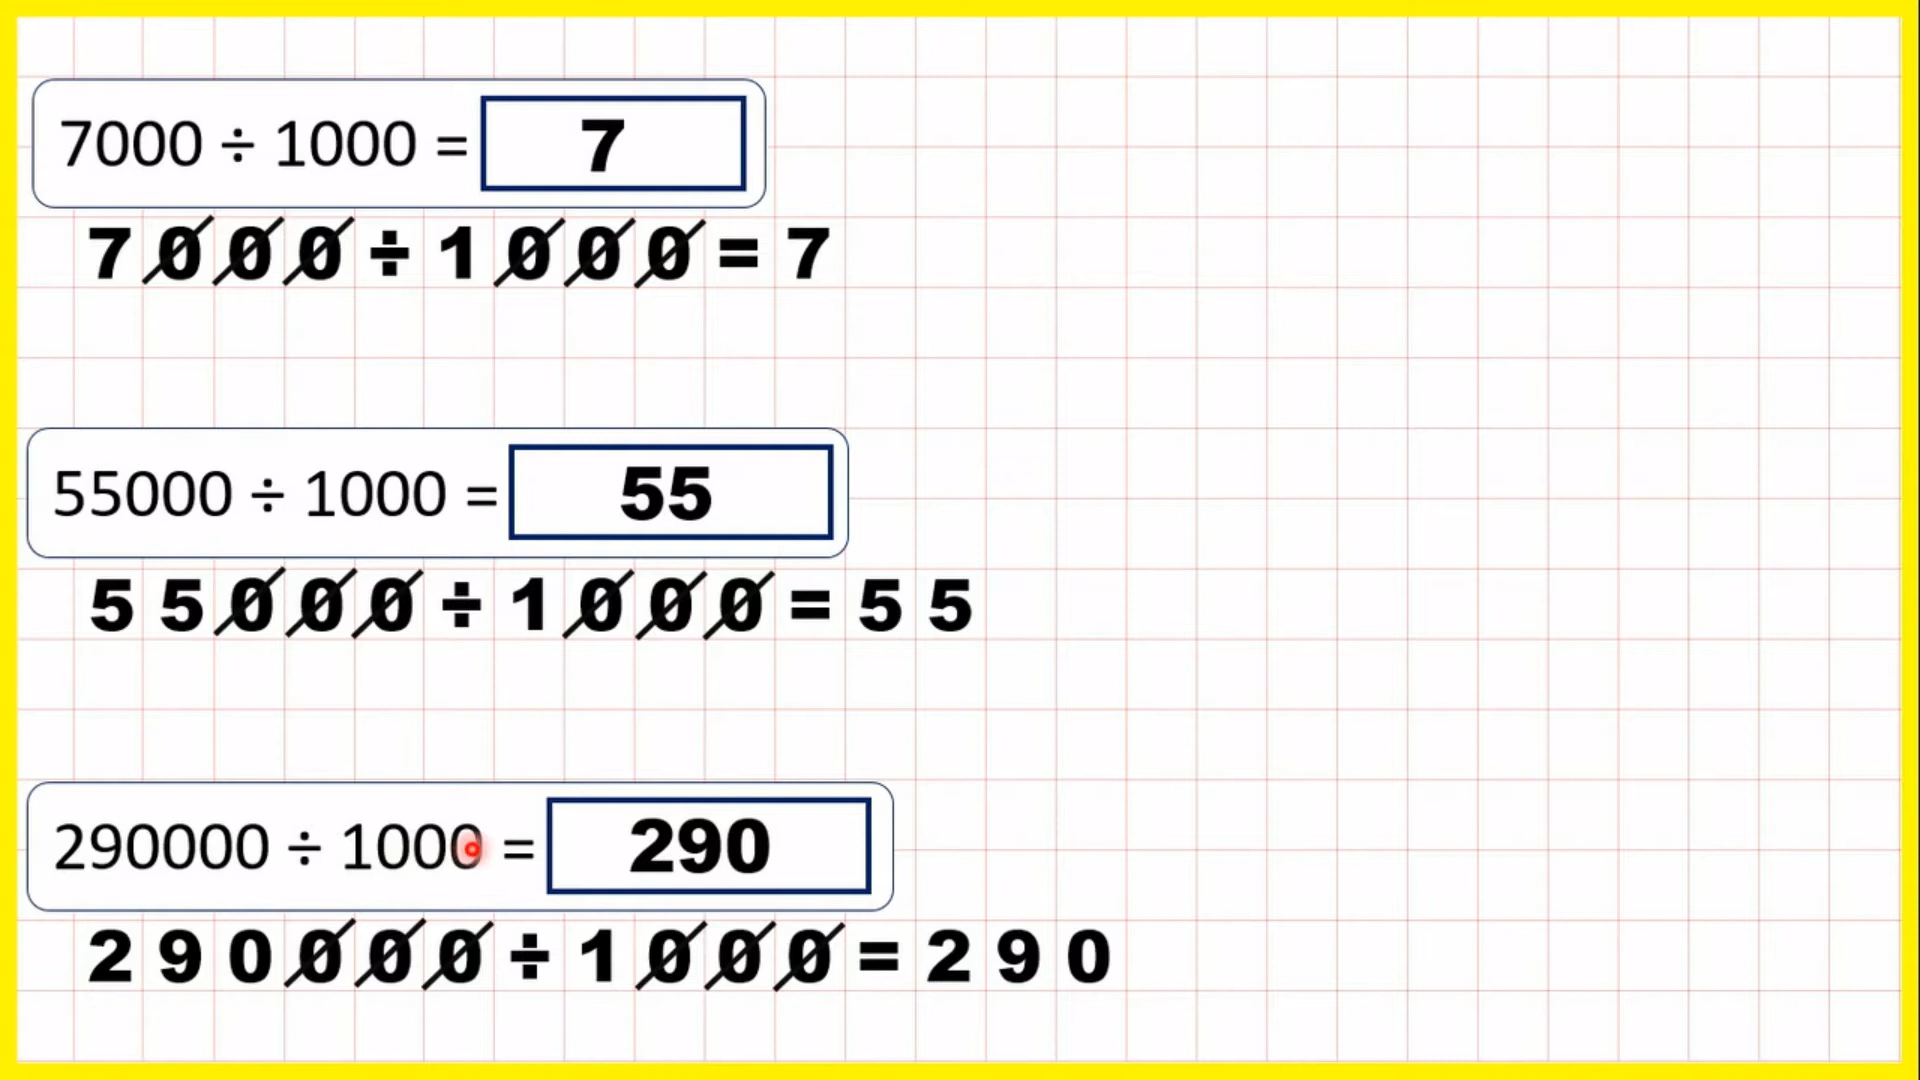 7000 ÷ 1000 = 7
7 0 0 0 ÷ 1 0 0 0 = 7
55000 ÷ 1000 = 55
5 5 0 0 0 ÷ 1 0 0 0 = 5 5
290000 ÷ 1000 = 290
2 9 0 0 0 0 ÷ 1 0 0 0 = 2 9 0